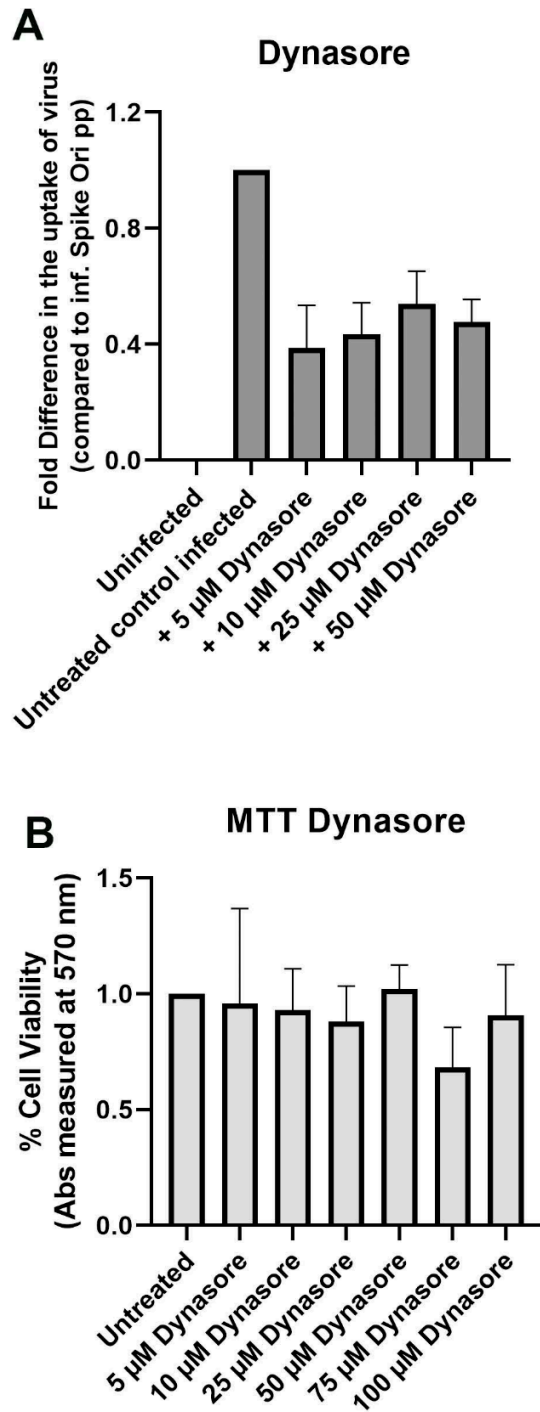 A
Dynasore
Fold Difference in the uptake of virus
(compared to inf. Spike Ori pp)
1.2
0.8
0.4
0.0
Uninfected
Untreated control infected
+ 5 µM Dynasore
+ 10 µM Dynasore
+ 25 µM Dynasore
+ 50 µM Dynasore
B
MTT Dynasore
% Cell Viability
(Abs measured at 570 nm)
1.5
1.0
0.5
0.0
Untreated
5 µM Dynasore
10 µM Dynasore
25 µM Dynasore
50 µM Dynasore
75 µM Dynasore
100 µM Dynasore